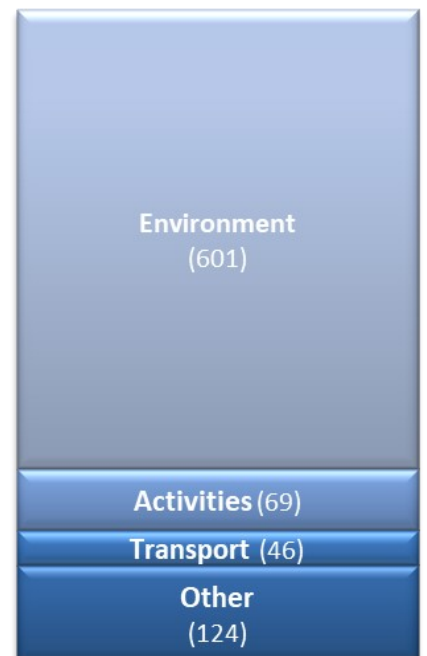 Environment
(601)
Activities (69)
Transport (46)
Other
(124)